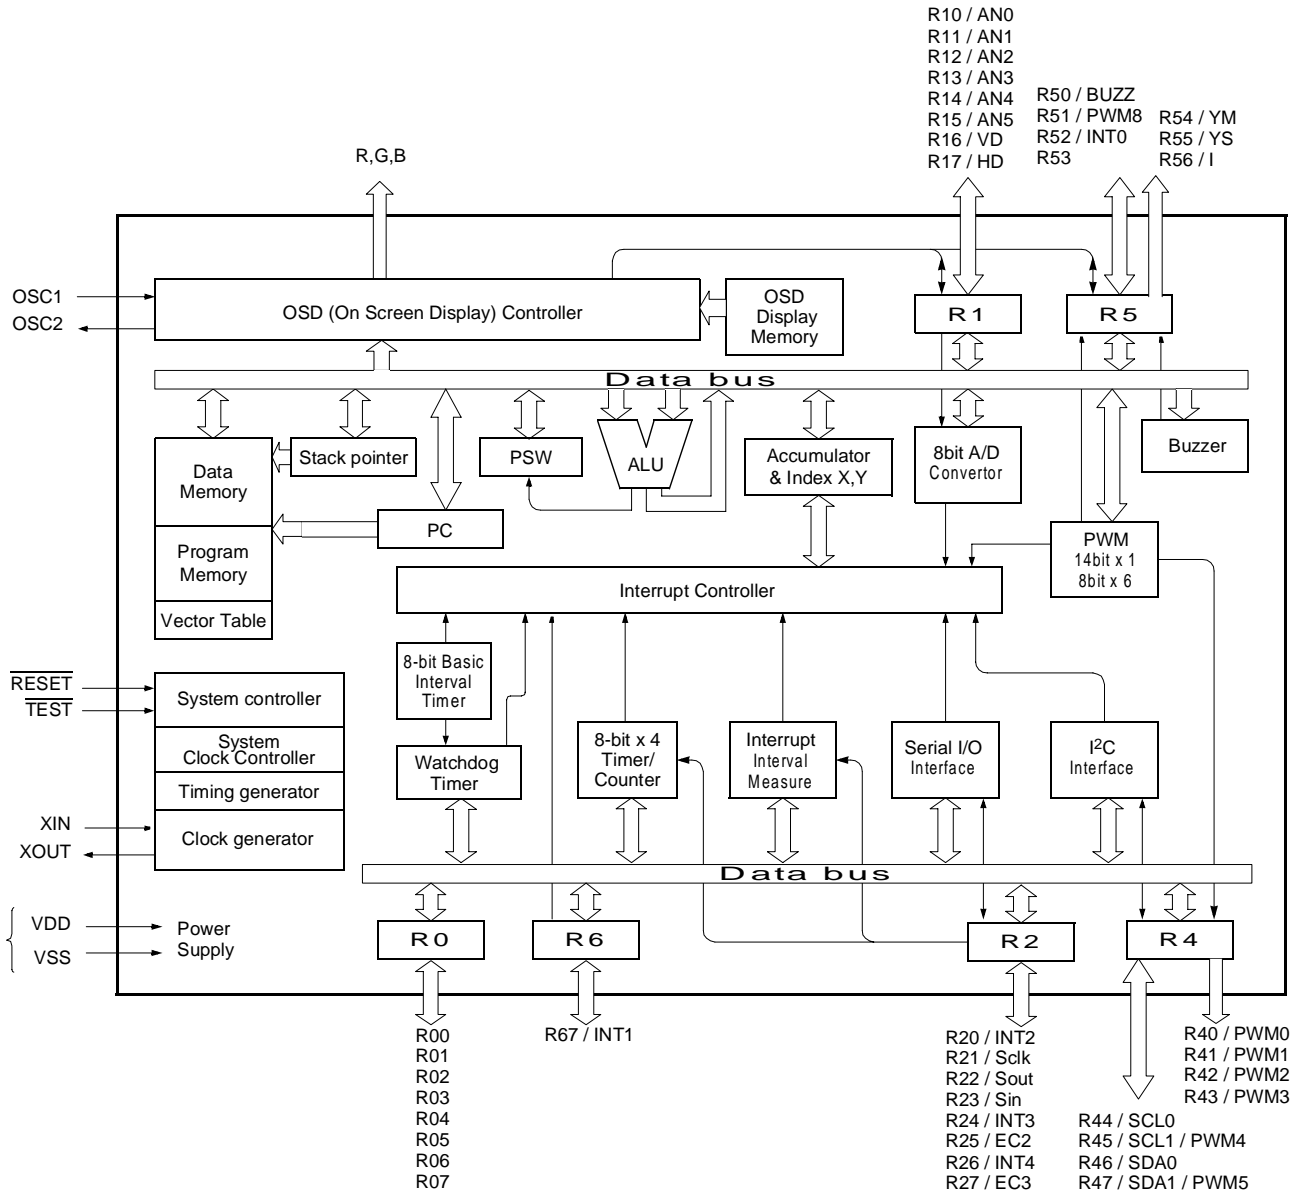 R10 / AN0
R11 / AN1
R12 / AN2
R13 / AN3
R14 / AN4
R15 / AN5
R16 / VD
R17 / HD
R50 / BUZZ
R51 / PWM8
R52 / INT0
R53
R54 / YM
R55 / YS
R56 / I
R,G,B
OSC1
OSC2
OSD (On Screen Display) Controller
OSD
Display
Memory
R1
R5
Data bus
Data
Memory
Stack pointer
PSW
ALU
Accumulator
& Index X,Y
8bit A/D
Convertor
Buzzer
PC
Program
Memory
Vector Table
PWM
14bit x 1
8bit x 6
Interrupt Controller
RESET
TEST
System controller
System
Clock Controller
Timing generator
Clock generator
XIN
XOUT
8-bit Basic
Interval
Timer
Watchdog
Timer
8-bit x 4
Timer/
Counter
Interrupt
Interval
Measure
Serial I/O
Interface
I²C
Interface
Data bus
VDD
VSS
Power
Supply
R0
R6
R2
R4
R00
R01
R02
R03
R04
R05
R06
R07
R67 / INT1
R20 / INT2
R21 / Sclk
R22 / Sout
R23 / Sin
R24 / INT3
R25 / EC2
R26 / INT4
R27 / EC3
R40 / PWM0
R41 / PWM1
R42 / PWM2
R43 / PWM3
R44 / SCL0
R45 / SCL1 / PWM4
R46 / SDA0
R47 / SDA1 / PWM5